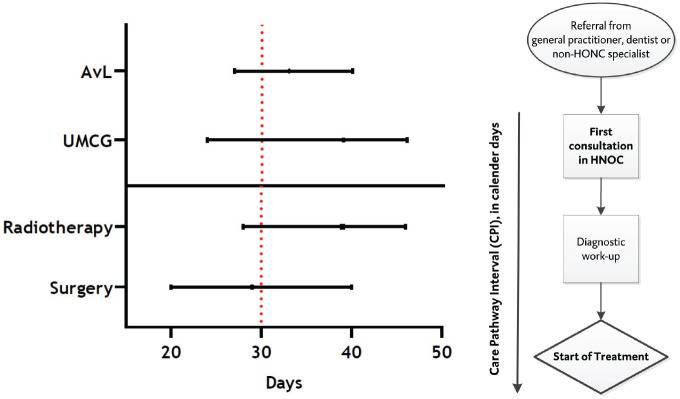 AvL
UMCG
Radiotherapy
Surgery
20
30
40
50
Days
Care Pathway Interval (CPI), in calender days
Referral from
general practitioner, dentist or
non-HONC specialist
First
consultation
in HNOC
Diagnostic
work-up
Start of Treatment